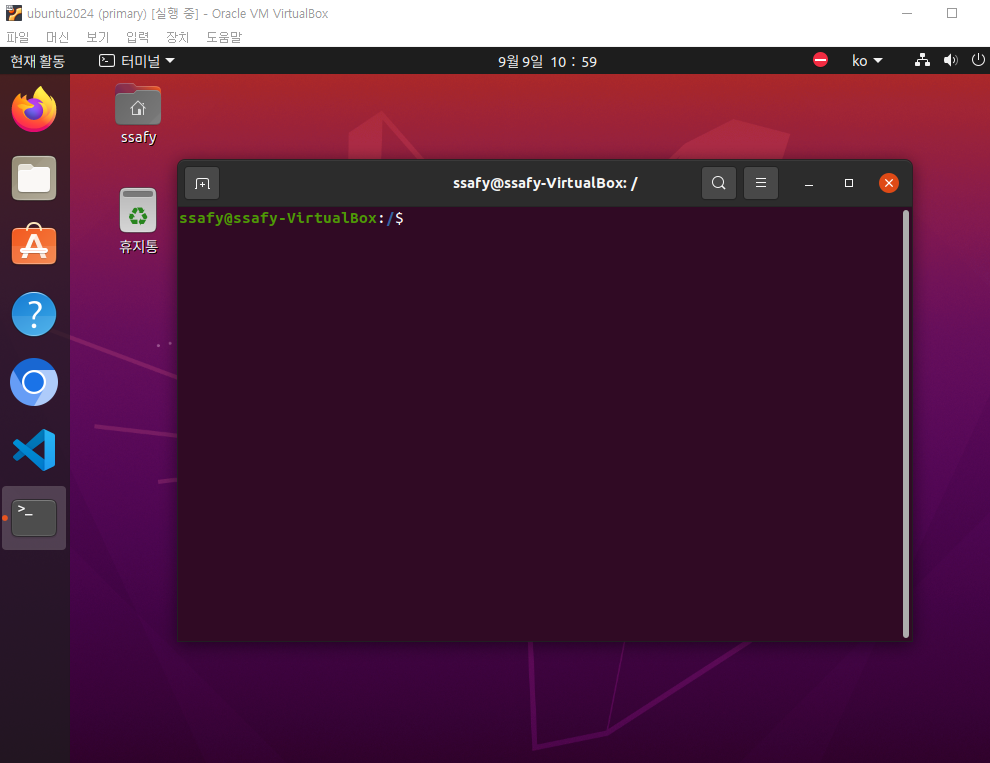 ubuntu2024 (primary) [실행 중] - Oracle VM VirtualBox
파일 머신 보기 입력 장치 도움말
현재 활동 터미널 9월 9일 10 : 59 ko
ssafy
휴지통
ssafy@ssafy-VirtualBox: /
ssafy@ssafy-VirtualBox:/$